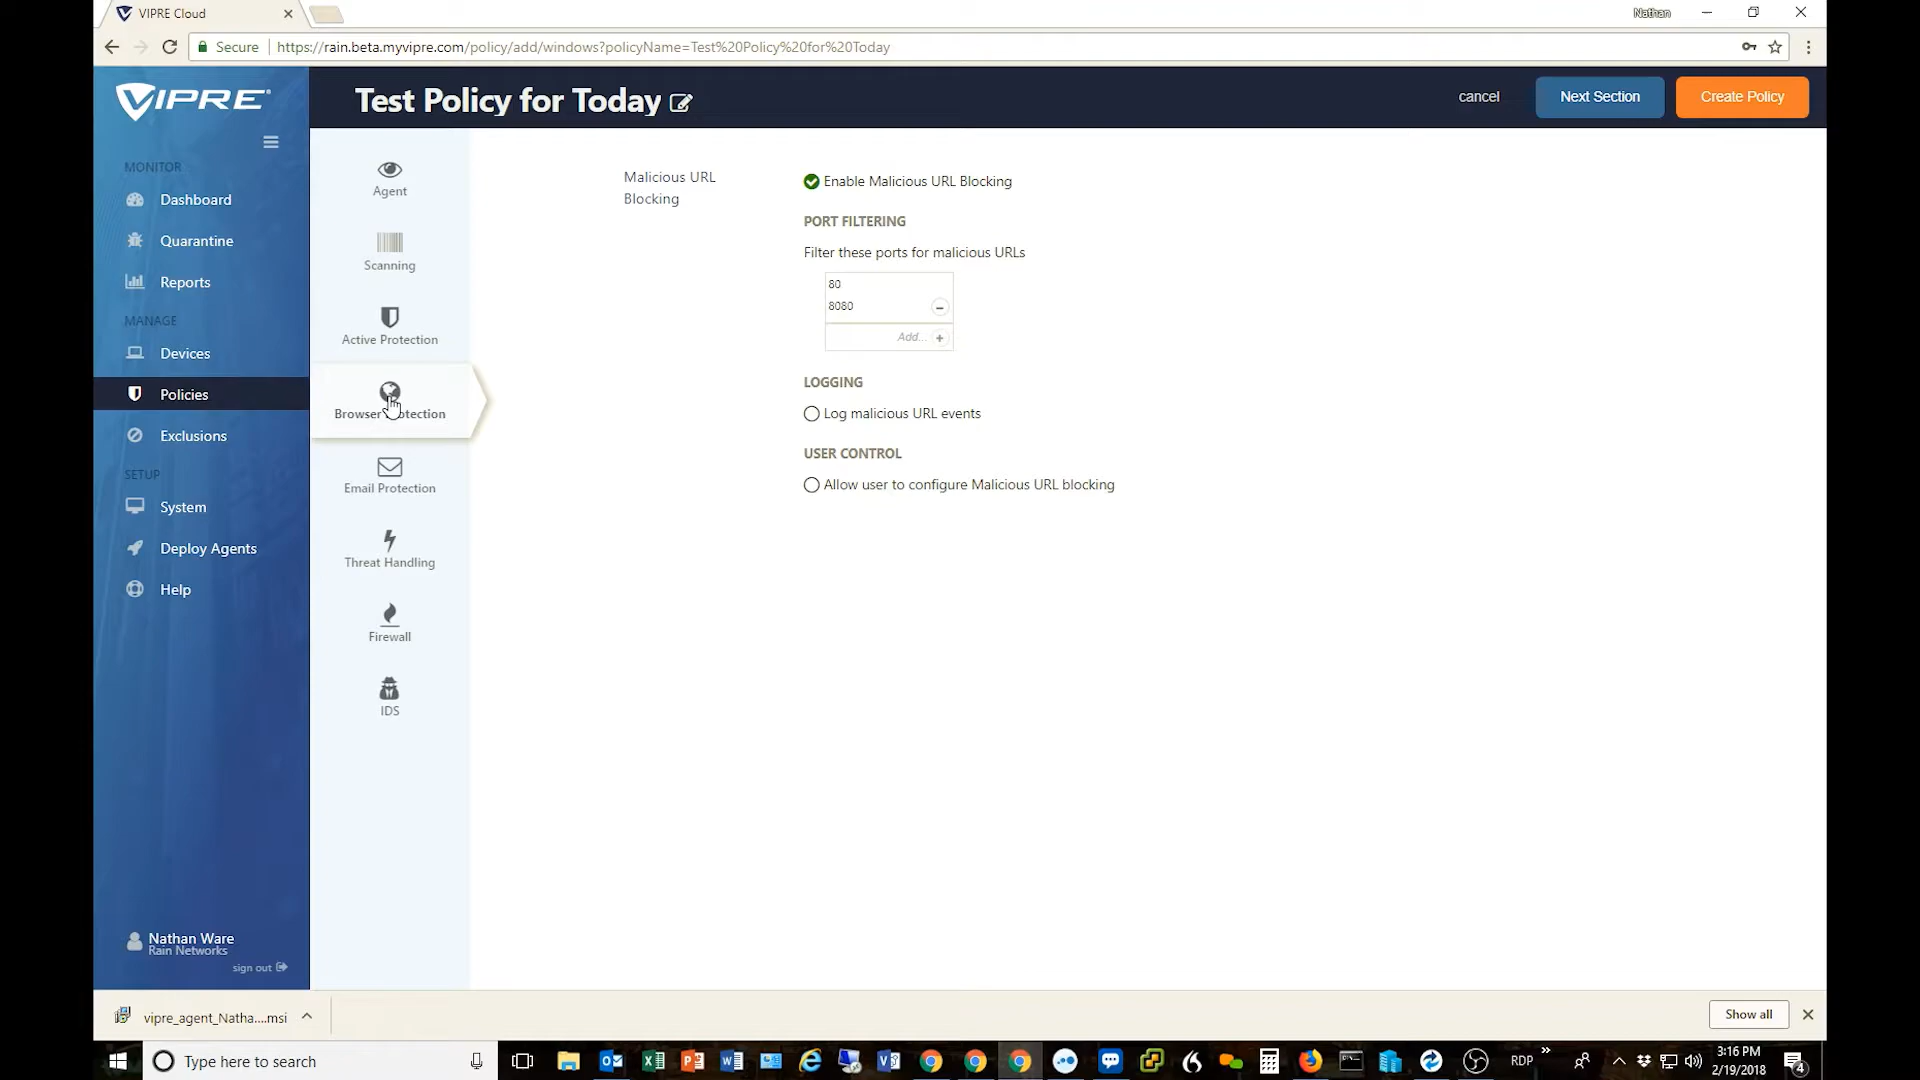 VIPRE Cloud
Nathan
Secure
https://rain.beta.myvipre.com/policy/add/windows?policyName=Test%20Policy%20for%20Today
VIPRE
Test Policy for Today
cancel
Next Section
Create Policy
MONITOR
Dashboard
Quarantine
Reports
MANAGE
Devices
Policies
Exclusions
SETUP
System
Deploy Agents
Help
Nathan Ware
Rain Networks
sign out
Agent
Scanning
Active Protection
Browser Protection
Email Protection
Threat Handling
Firewall
IDS
Malicious URL
Blocking
Enable Malicious URL Blocking
PORT FILTERING
Filter these ports for malicious URLs
80
8080
Add...
LOGGING
Log malicious URL events
USER CONTROL
Allow user to configure Malicious URL blocking
vipre_agent_Natha....msi
Show all
Type here to search
RDP
3:16 PM
2/19/2018
4